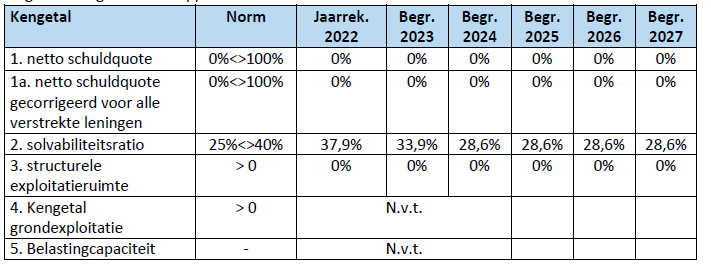 Kengetal Norm Jaarrek. 2022 Begr. 2023 Begr. 2024 Begr. 2025 Begr. 2026 Begr. 2027
1. netto schuldquote 0%<>100% 0% 0% 0% 0% 0% 0%
1a. netto schuldquote 0%<>100% 0% 0% 0% 0% 0% 0%
gecorrigeerd voor alle
verstrekte leningen
2. solvabiliteitsratio 25%<>40% 37,9% 33,9% 28,6% 28,6% 28,6% 28,6%
3. structurele > 0 0% 0% 0% 0% 0% 0%
exploitatieruimte
4. Kengetal > 0 N.v.t.
grondexploitatie
5. Belastingcapaciteit - N.v.t.